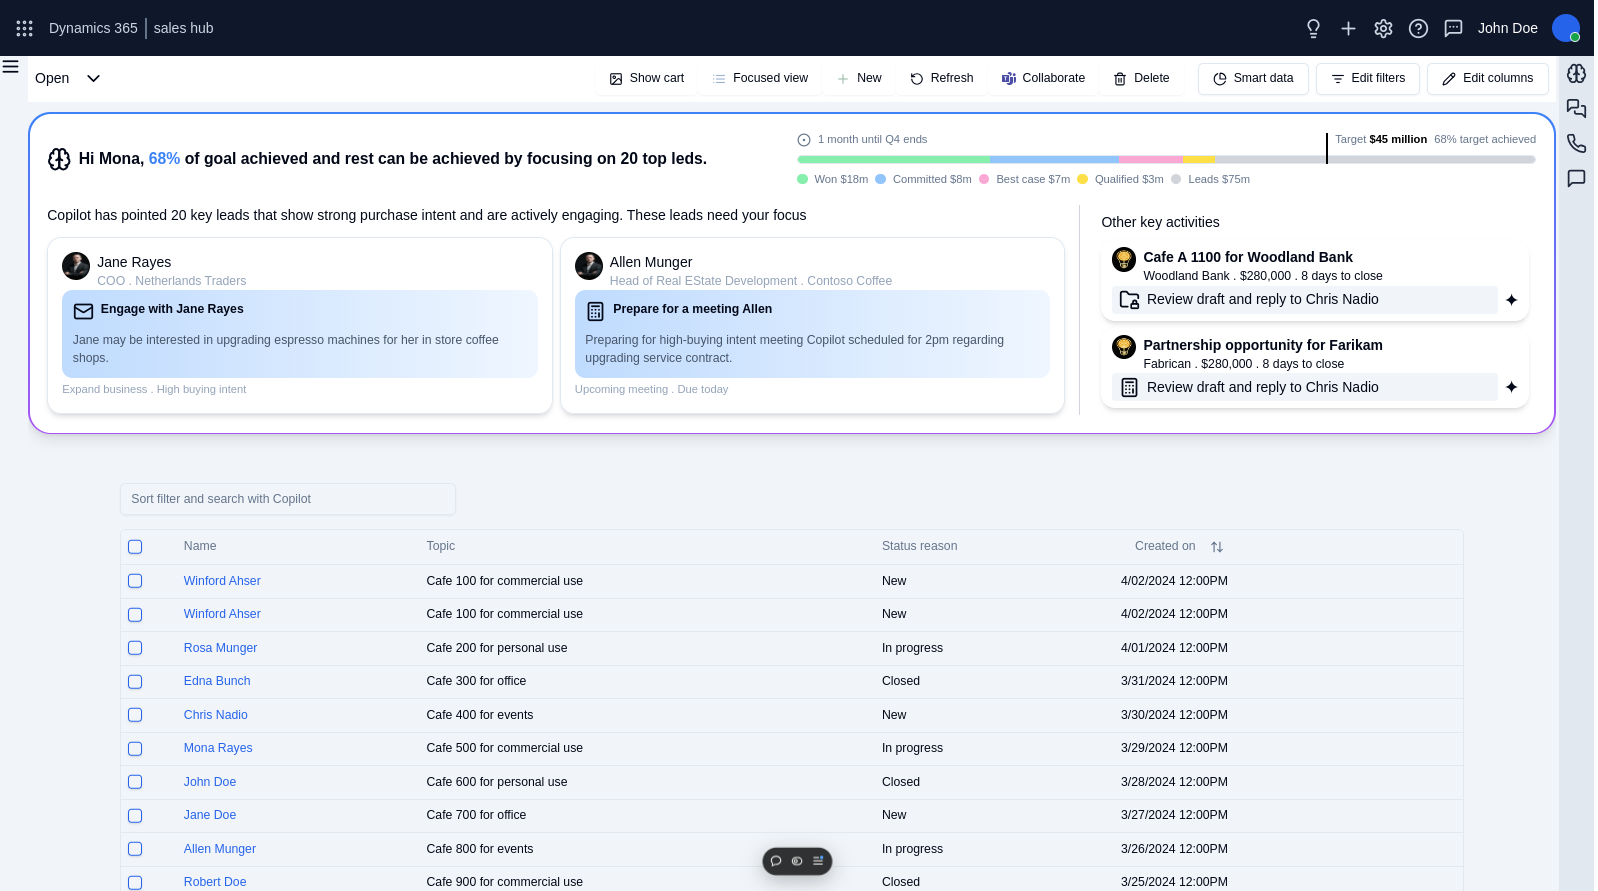 Dynamics 365 sales hub John Doe
Open Show cart Focused view New Refresh Collaborate Delete Smart data Edit filters Edit columns
Hi Mona, 68% of goal achieved and rest can be achieved by focusing on 20 top leds.
1 month until Q4 ends Target $45 million 68% target achieved
Won $18m Committed $8m Best case $7m Qualified $3m Leads $75m
Copilot has pointed 20 key leads that show strong purchase intent and are actively engaging. These leads need your focus
Jane Rayes
COO . Netherlands Traders
Engage with Jane Rayes
Jane may be interested in upgrading espresso machines for her in store coffee
shops.
Expand business . High buying intent
Allen Munger
Head of Real EState Development . Contoso Coffee
Prepare for a meeting Allen
Preparing for high-buying intent meeting Copilot scheduled for 2pm regarding
upgrading service contract.
Upcoming meeting . Due today
Other key activities
Cafe A 1100 for Woodland Bank
Woodland Bank . $280,000 . 8 days to close
Review draft and reply to Chris Nadio
Partnership opportunity for Farikam
Fabrican . $280,000 . 8 days to close
Review draft and reply to Chris Nadio
Sort filter and search with Copilot
Name Topic Status reason Created on
Winford Ahser Cafe 100 for commercial use New 4/02/2024 12:00PM
Winford Ahser Cafe 100 for commercial use New 4/02/2024 12:00PM
Rosa Munger Cafe 200 for personal use In progress 4/01/2024 12:00PM
Edna Bunch Cafe 300 for office Closed 3/31/2024 12:00PM
Chris Nadio Cafe 400 for events New 3/30/2024 12:00PM
Mona Rayes Cafe 500 for commercial use In progress 3/29/2024 12:00PM
John Doe Cafe 600 for personal use Closed 3/28/2024 12:00PM
Jane Doe Cafe 700 for office New 3/27/2024 12:00PM
Allen Munger Cafe 800 for events In progress 3/26/2024 12:00PM
Robert Doe Cafe 900 for commercial use Closed 3/25/2024 12:00PM